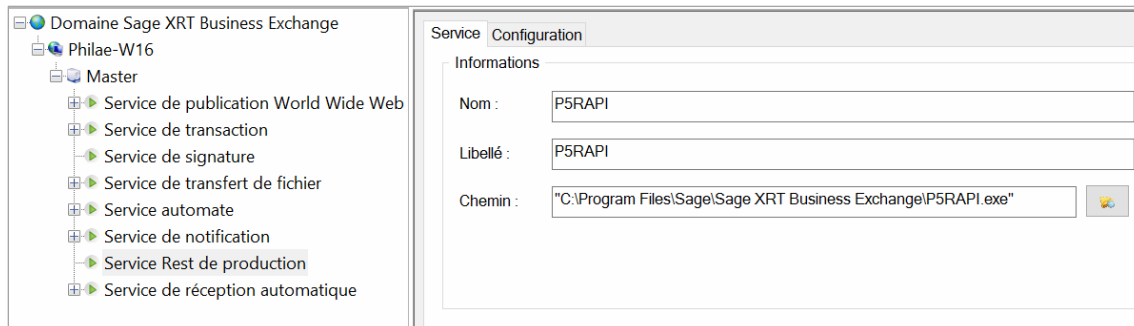 Domaine Sage XRT Business Exchange
Philae-W16
Master
Service de publication World Wide Web
Service de transaction
Service de signature
Service de transfert de fichier
Service automate
Service de notification
Service Rest de production
Service de réception automatique
Service
Configuration
Informations
Nom :
P5RAPI
Libellé :
P5RAPI
Chemin :
"C:\Program Files\Sage\Sage XRT Business Exchange\P5RAPI.exe"